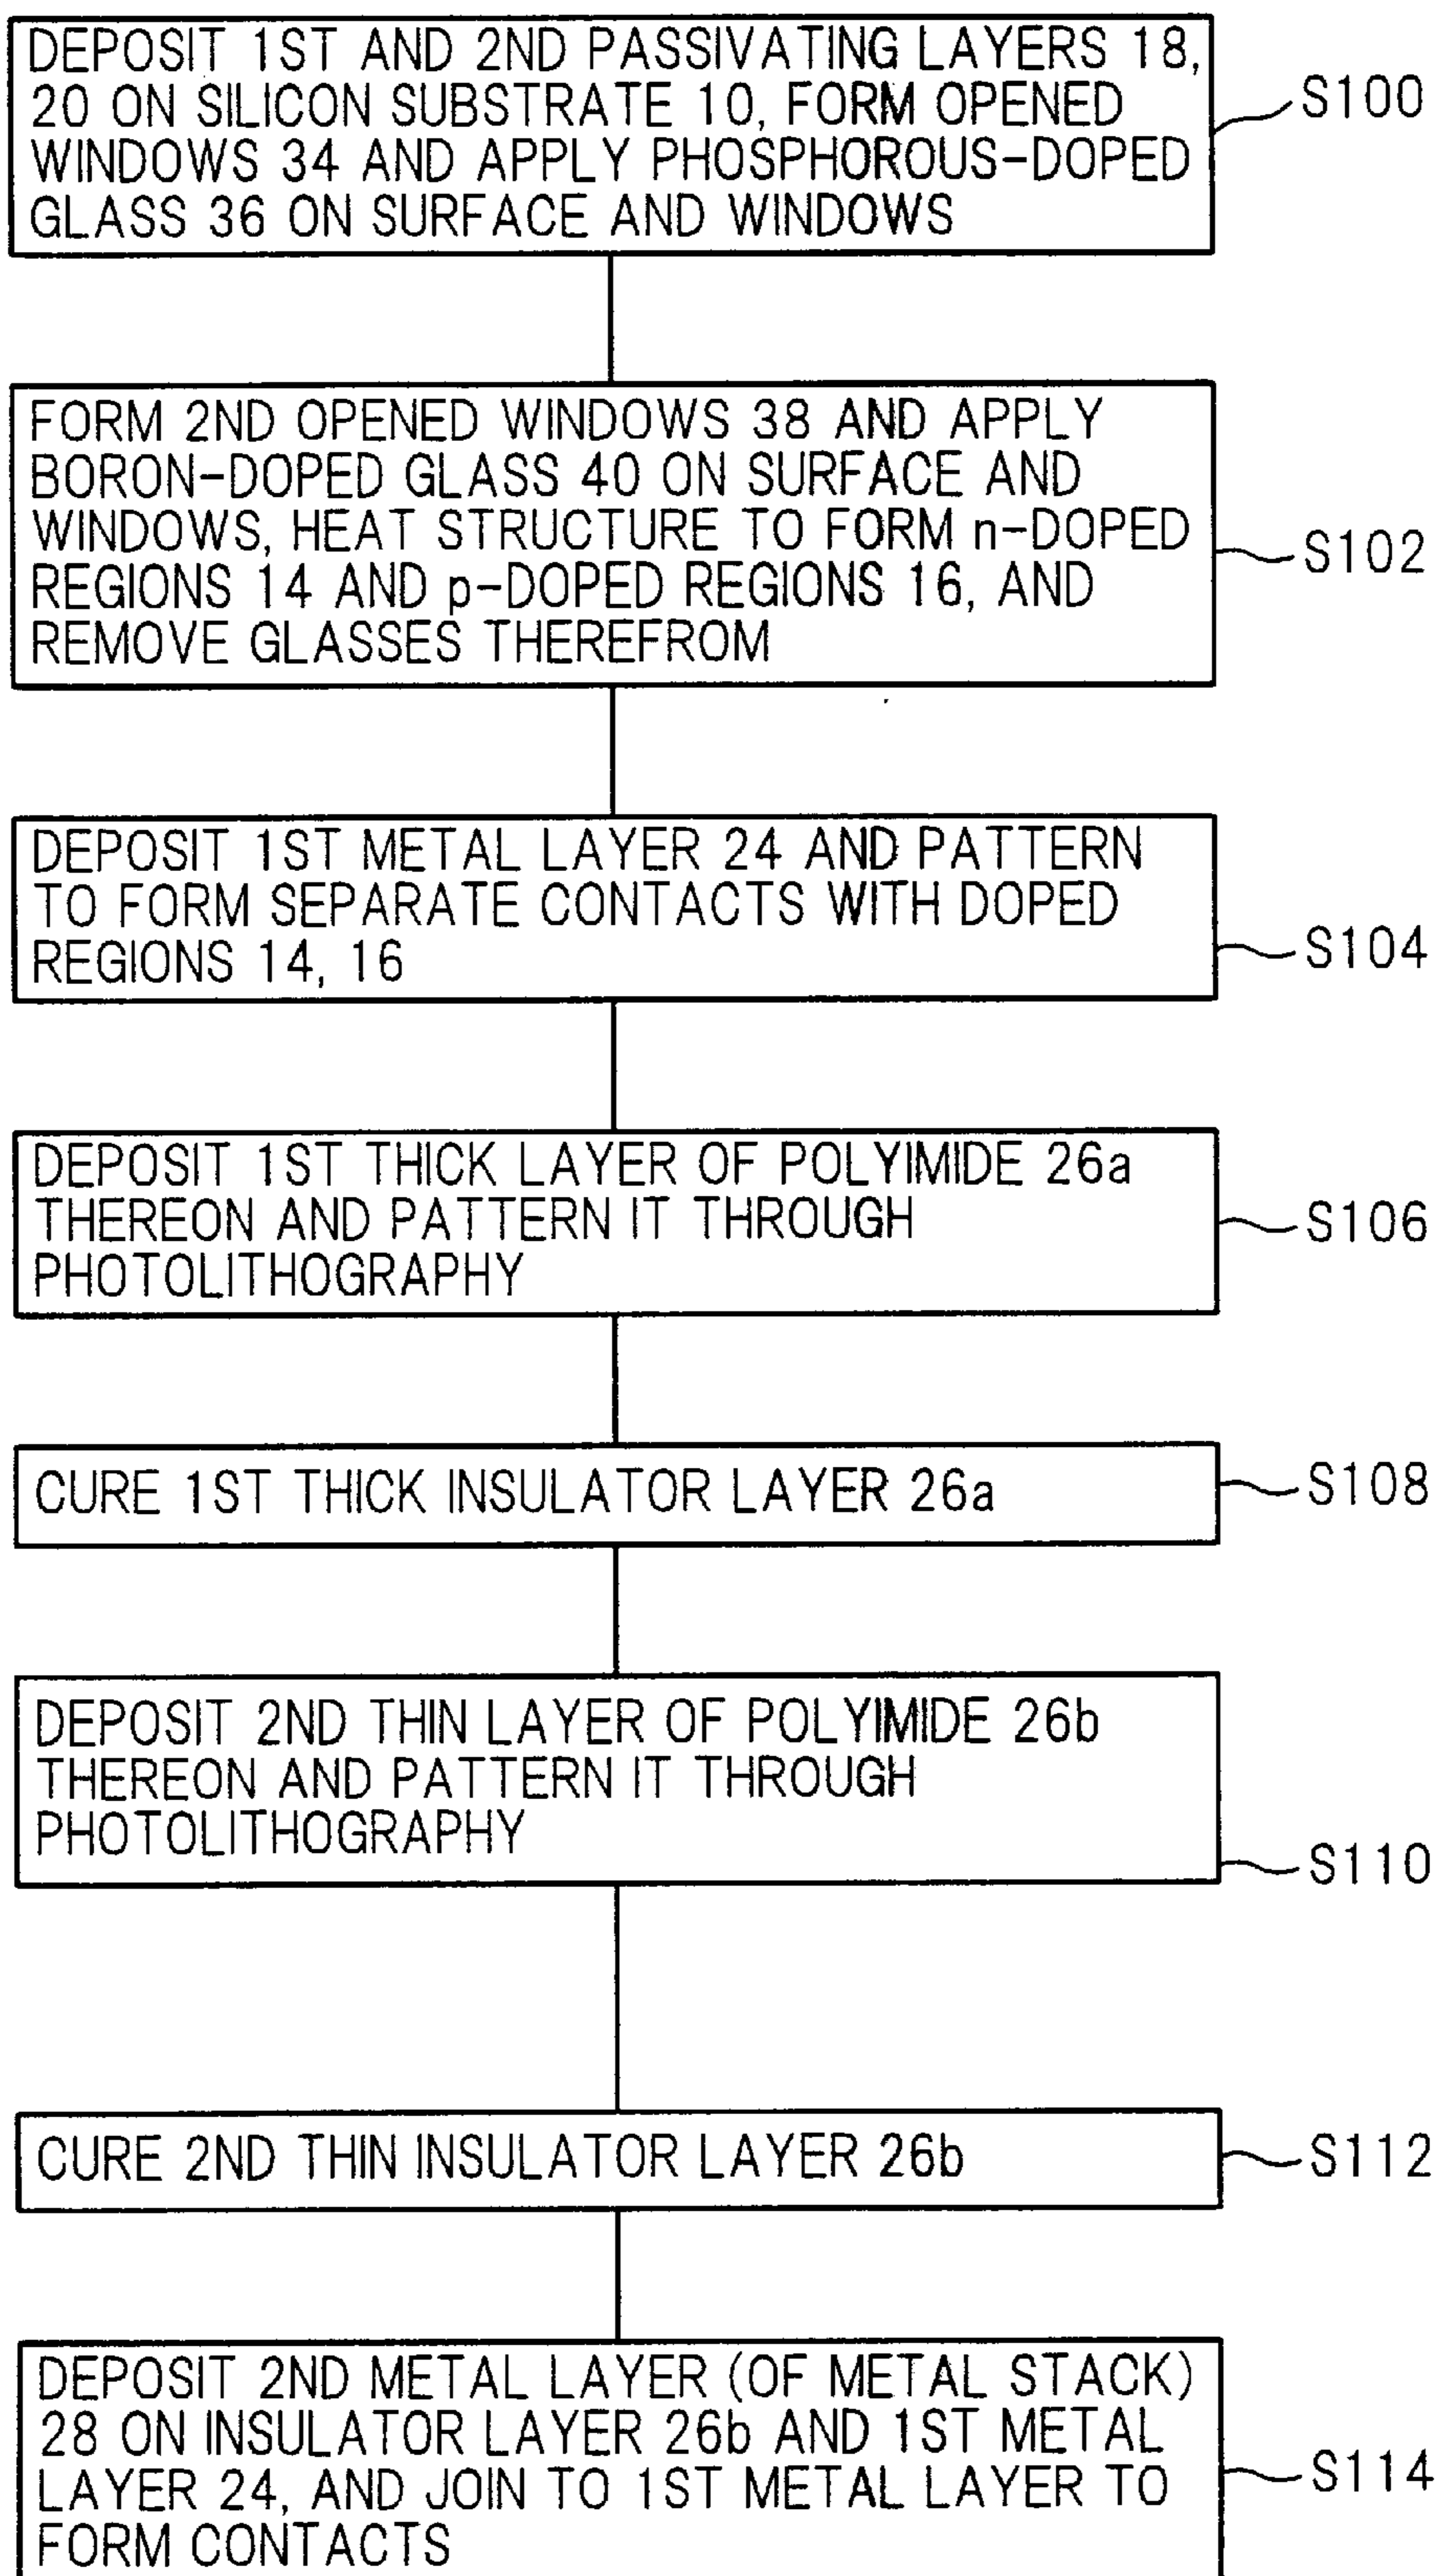 DEPOSIT 1ST AND 2ND PASSIVATING LAYERS 18,
20 ON SILICON SUBSTRATE 10, FORM OPENED
WINDOWS 34 AND APPLY PHOSPHOROUS-DOPED
GLASS 36 ON SURFACE AND WINDOWS
S100
FORM 2ND OPENED WINDOWS 38 AND APPLY
BORON-DOPED GLASS 40 ON SURFACE AND
WINDOWS, HEAT STRUCTURE TO FORM n-DOPED
REGIONS 14 AND p-DOPED REGIONS 16, AND
REMOVE GLASSES THEREFROM
S102
DEPOSIT 1ST METAL LAYER 24 AND PATTERN
TO FORM SEPARATE CONTACTS WITH DOPED
REGIONS 14, 16
S104
DEPOSIT 1ST THICK LAYER OF POLYIMIDE 26a
THEREON AND PATTERN IT THROUGH
PHOTOLITHOGRAPHY
S106
CURE 1ST THICK INSULATOR LAYER 26a
S108
DEPOSIT 2ND THIN LAYER OF POLYIMIDE 26b
THEREON AND PATTERN IT THROUGH
PHOTOLITHOGRAPHY
S110
CURE 2ND THIN INSULATOR LAYER 26b
S112
DEPOSIT 2ND METAL LAYER (OF METAL STACK)
28 ON INSULATOR LAYER 26b AND 1ST METAL
LAYER 24, AND JOIN TO 1ST METAL LAYER TO
FORM CONTACTS
S114